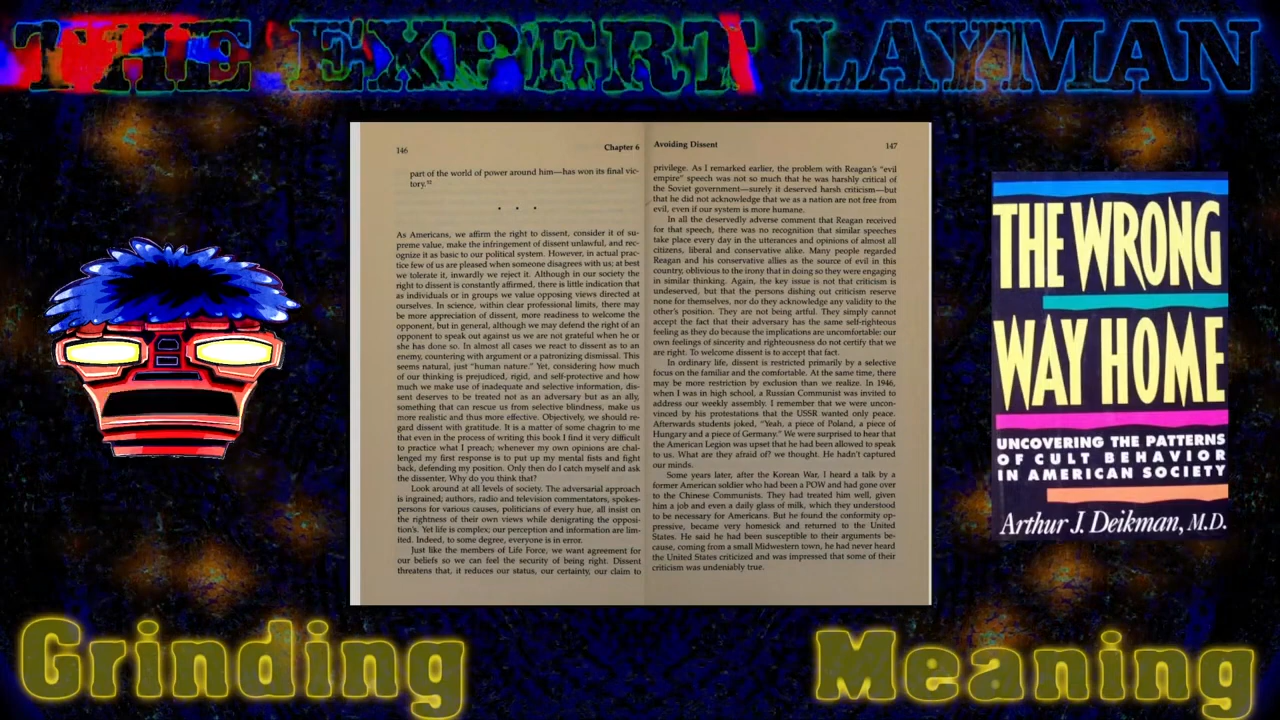 THE EXPERT LAYMAN
146
Chapter 6
part of the world of power around him—has won its final vic-
tory.
• • •
As Americans, we affirm the right to dissent, consider it of su-
preme value, make the infringement of dissent unlawful, and rec-
ognize it as basic to our political system. However, in actual prac-
tice few of us are pleased when someone disagrees with us; at best
we tolerate it, inwardly we reject it. Although in our society the
right to dissent is constantly affirmed, there is little indication that
as individuals or in groups we value opposing views directed at
ourselves. In science, within clear professional limits, there may
be more appreciation of dissent, more readiness to welcome the
opponent, but in general, although we may defend the right of an
opponent to speak out against us we are not grateful when he or
she has done so. In almost all cases we react to dissent as to an
enemy, countering with argument or a patronizing dismissal. This
seems natural, just "human nature." Yet, considering how much
of our thinking is prejudiced, rigid, and self-protective and how
much we make use of inadequate and selective information, dis-
sent deserves to be treated not as an adversary but as an ally,
something that can rescue us from selective blindness, make us
more realistic and thus more effective. Objectively, we should re-
gard dissent with gratitude. It is a matter of some chagrin to me
that even in the process of writing this book I find it very difficult
to practice what I preach; whenever my own opinions are chal-
lenged my first response is to put up my mental fists and fight
back, defending my position. Only then do I catch myself and ask
the dissenter, Why do you think that?
Look around at all levels of society. The adversarial approach
is ingrained; authors, radio and television commentators, spokes-
persons for various causes, politicians of every hue, all insist on
the rightness of their own views while denigrating the opposi-
tion's. Yet life is complex; our perception and information are lim-
ited. Indeed, to some degree, everyone is in error.
Just like the members of Life Force, we want agreement for
our beliefs so we can feel the security of being right. Dissent
threatens that, it reduces our status, our certainty, our claim to
Avoiding Dissent
147
privilege. As I remarked earlier, the problem with Reagan's "evil
empire" speech was not so much that he was harshly critical of
the Soviet government—surely it deserved harsh criticism—but
that he did not acknowledge that we as a nation are not free from
evil, even if our system is more humane.
In all the deservedly adverse comment that Reagan received
for that speech, there was no recognition that similar speeches
take place every day in the utterances and opinions of almost all
citizens, liberal and conservative alike. Many people regarded
Reagan and his conservative allies as the source of evil in this
country, oblivious to the irony that in doing so they were engaging
in similar thinking. Again, the key issue is not that criticism is
undeserved, but that the persons dishing out criticism reserve
none for themselves, nor do they acknowledge any validity to the
other's position. They are not being artful. They simply cannot
accept the fact that their adversary has the same self-righteous
feeling as they do because the implications are uncomfortable: our
own feelings of sincerity and righteousness do not certify that we
are right. To welcome dissent is to accept that fact.
In ordinary life, dissent is restricted primarily by a selective
focus on the familiar and the comfortable. At the same time, there
may be more restriction by exclusion than we realize. In 1946,
when I was in high school, a Russian Communist was invited to
address our weekly assembly. I remember that we were uncon-
vinced by his protestations that the USSR wanted only peace.
Afterwards students joked, "Yeah, a piece of Poland, a piece of
Hungary and a piece of Germany." We were surprised to hear that
the American Legion was upset that he had been allowed to speak
to us. What are they afraid of? we thought. He hadn't captured
our minds.
Some years later, after the Korean War, I heard a talk by a
former American soldier who had been a POW and had gone over
to the Chinese Communists. They had treated him well, given
him a job and even a daily glass of milk, which they understood
to be necessary for Americans. But he found the conformity op-
pressive, became very homesick and returned to the United
States. He said he had been susceptible to their arguments be-
cause, coming from a small Midwestern town, he had never heard
the United States criticized and was impressed that some of their
criticism was undeniably true.
THE WRONG
WAY HOME
UNCOVERING THE PATTERNS
OF CULT BEHAVIOR
IN AMERICAN SOCIETY
Arthur J. Deikman, M.D.
Grinding
Meaning